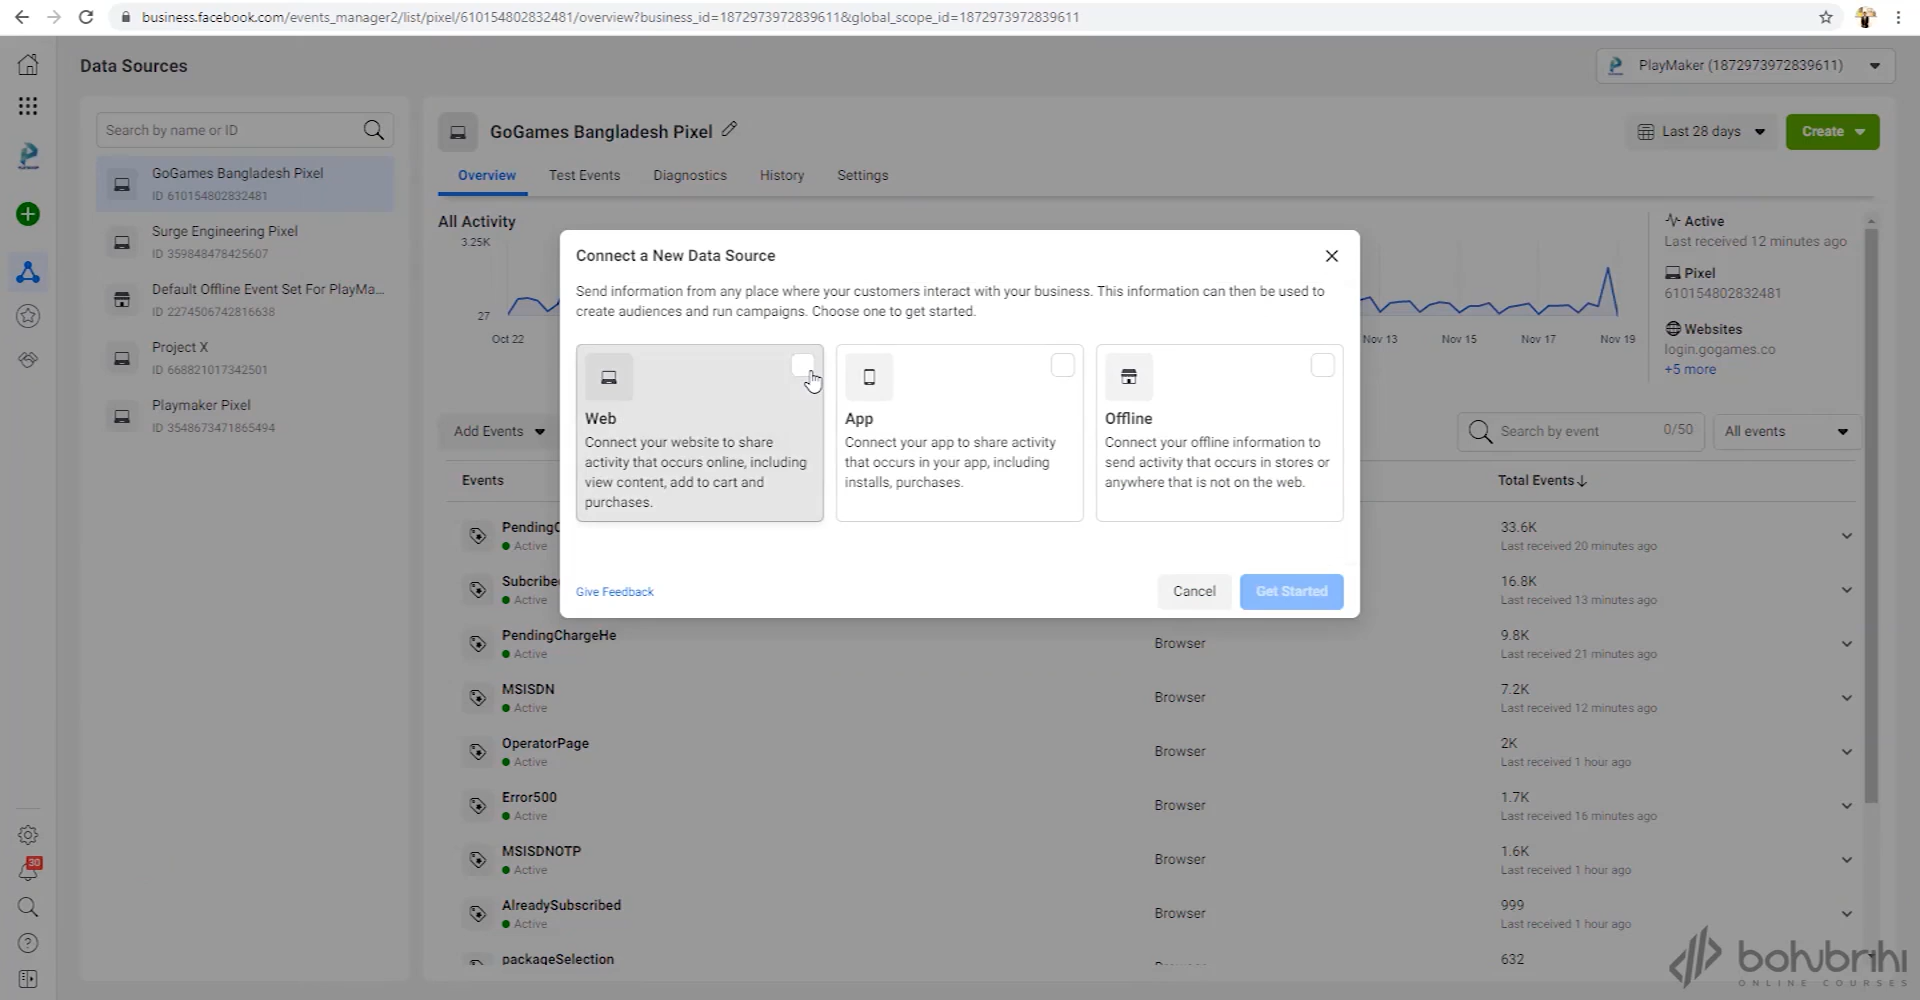 business.facebook.com/events_manager2/list/pixel/610154802832481/overview?business_id=1872973972839611&global_scope_id=1872973972839611
Data Sources
PlayMaker (1872973972839611)
Search by name or ID
GoGames Bangladesh Pixel
ID 610154802832481
Surge Engineering Pixel
ID 359848478425607
Default Offline Event Set For PlayMa...
ID 2274506742816638
Project X
ID 668821017342501
Playmaker Pixel
ID 3548673471865494
GoGames Bangladesh Pixel
Last 28 days
Create
Overview
Test Events
Diagnostics
History
Settings
All Activity
3.25K
27
Oct 22
Nov 13
Nov 15
Nov 17
Nov 19
Active
Last received 12 minutes ago
Pixel
610154802832481
Websites
login.gogames.co
+5 more
Connect a New Data Source
Send information from any place where your customers interact with your business. This information can then be used to
create audiences and run campaigns. Choose one to get started.
Web
Connect your website to share
activity that occurs online, including
view content, add to cart and
purchases.
App
Connect your app to share activity
that occurs in your app, including
installs, purchases.
Offline
Connect your offline information to
send activity that occurs in stores or
anywhere that is not on the web.
Give Feedback
Cancel
Get Started
Add Events
Search by event
0/50
All events
Events
Total Events
Active
33.6K
Last received 20 minutes ago
Active
16.8K
Last received 13 minutes ago
PendingChargeHe
Active
Browser
9.8K
Last received 21 minutes ago
MSISDN
Active
Browser
7.2K
Last received 12 minutes ago
OperatorPage
Active
Browser
2K
Last received 1 hour ago
Error500
Active
Browser
1.7K
Last received 16 minutes ago
MSISDNOTP
Active
Browser
1.6K
Last received 1 hour ago
AlreadySubscribed
Active
Browser
999
Last received 1 hour ago
packageSelection
632
30
bohubrihi
ONLINE COURSES